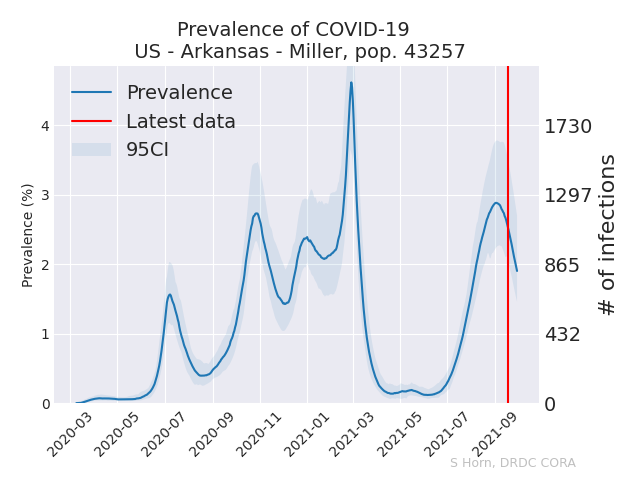 Prevalence of COVID-19
US - Arkansas - Miller, pop. 43257
Prevalence
Latest data
95CI
Prevalence (%)
4
3
2
1
0
1730
1297
865
432
0
# of infections
2020-03
2020-05
2020-07
2020-09
2020-11
2021-01
2021-03
2021-05
2021-07
2021-09
S Horn, DRDC CORA